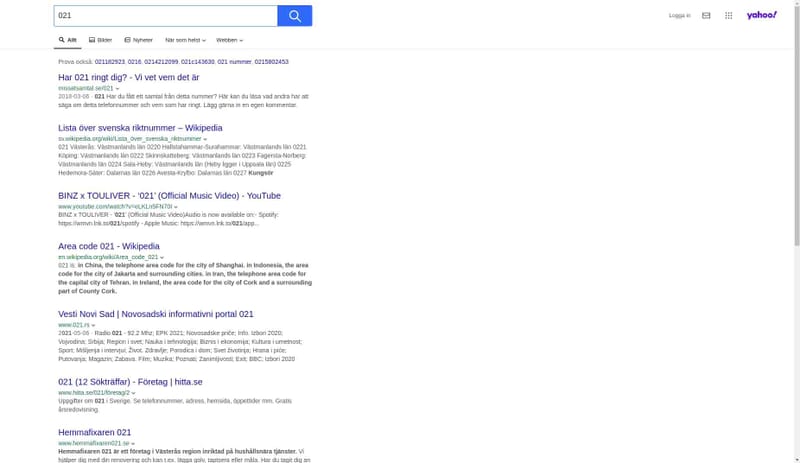 021
Logga in
yahoo!
Allt
Bilder
Nyheter
När som helst
Webben
Prova också: 021182923, 0216, 0214212099, 021c143630, 021 nummer, 0215802453
Har 021 ringt dig? - Vi vet vem det är
missatsamtal.se/021
2018-03-06 · 021 Har du fått ett samtal från detta nummer? Här kan du läsa vad andra har att
säga om detta telefonnummer och vem som har ringt. Lägg gärna in en egen kommentar.
Lista över svenska riktnummer – Wikipedia
sv.wikipedia.org/wiki/Lista_över_svenska_riktnummer
021 Västerås: Västmanlands län 0220 Hallstahammar-Surahammar: Västmanlands län 0221
Köping: Västmanlands län 0222 Skinnskatteberg: Västmanlands län 0223 Fagersta-Norberg:
Västmanlands län 0224 Sala-Heby: Västmanlands län (Heby ligger i Uppsala län) 0225
Hedemora-Säter: Dalarnas län 0226 Avesta-Krylbo: Dalarnas län 0227 Kungsör
BINZ x TOULIVER - ‘021’ (Official Music Video) - YouTube
www.youtube.com/watch?v=eLKLn5FN70I
BINZ x TOULIVER - ‘021’ (Official Music Video)Audio is now available on:- Spotify:
https://wmvn.lnk.to/021/spotify - Apple Music: https://wmvn.lnk.to/021/app...
Area code 021 - Wikipedia
en.wikipedia.org/wiki/Area_code_021
021 is: in China, the telephone area code for the city of Shanghai. in Indonesia, the area
code for the city of Jakarta and surrounding cities. in Iran, the telephone area code for
the capital city of Tehran. in Ireland, the area code for the city of Cork and a surrounding
part of County Cork.
Vesti Novi Sad | Novosadski informativni portal 021
www.021.rs
2021-05-06 · Radio 021 - 92.2 Mhz; EPK 2021; Novosadske priče; Info. Izbori 2020;
Vojvodina; Srbija; Region i svet; Nauka i tehnologija; Biznis i ekonomija; Kultura i umetnost;
Sport; Mišljenja i intervjui; Život. Zdravlje; Porodica i dom; Svet životinja; Hrana i piće;
Putovanja; Magazin; Zabava. Film; Muzika; Poznati; Zanimljivosti; Exit; BBC; Izbori 2020
021 (12 Sökträffar) - Företag | hitta.se
www.hitta.se/021/företag/2
Uppgifter om 021 i Sverige. Se telefonnummer, adress, hemsida, öppettider mm. Gratis
årsredovisning.
Hemmafixaren 021
www.hemmafixaren021.se
Hemmafixaren 021 är ett företag i Västerås region inriktad på hushållsnära tjänster. Vi
hjälper dig med din renovering och kan t.ex. lägga golv, tapetsera eller måla. Har du tagit dig an